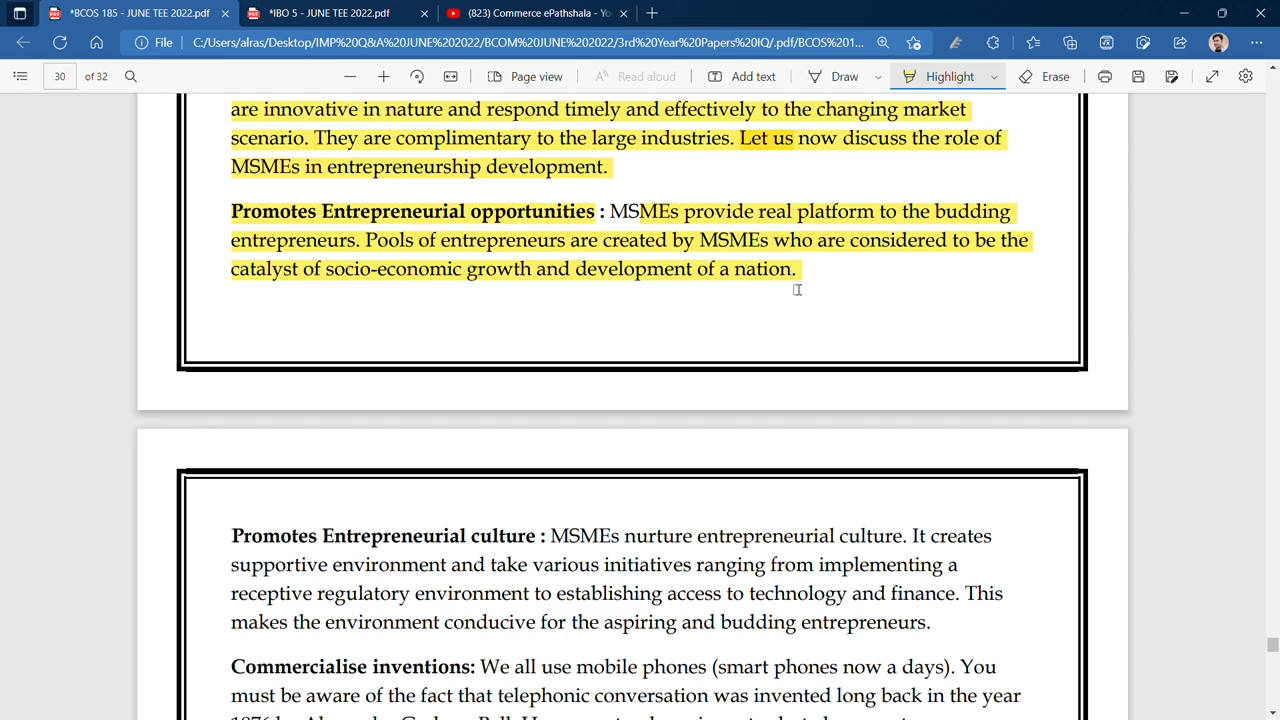 *BCOS 185 - JUNE TEE 2022.pdf
*IBO 5 - JUNE TEE 2022.pdf
(823) Commerce ePathshala - Yo
File
C:/Users/alras/Desktop/IMP%20Q&A%20JUNE%202022/BCOM%20JUNE%202022/3rd%20Year%20Papers%20IQ/.pdf/BCOS%201...
30 of 32
Page view
Read aloud
Add text
Draw
Highlight
Erase
are innovative in nature and respond timely and effectively to the changing market
scenario. They are complimentary to the large industries. Let us now discuss the role of
MSMEs in entrepreneurship development.
Promotes Entrepreneurial opportunities : MSMEs provide real platform to the budding
entrepreneurs. Pools of entrepreneurs are created by MSMEs who are considered to be the
catalyst of socio-economic growth and development of a nation.
Promotes Entrepreneurial culture : MSMEs nurture entrepreneurial culture. It creates
supportive environment and take various initiatives ranging from implementing a
receptive regulatory environment to establishing access to technology and finance. This
makes the environment conducive for the aspiring and budding entrepreneurs.
Commercialise inventions: We all use mobile phones (smart phones now a days). You
must be aware of the fact that telephonic conversation was invented long back in the year